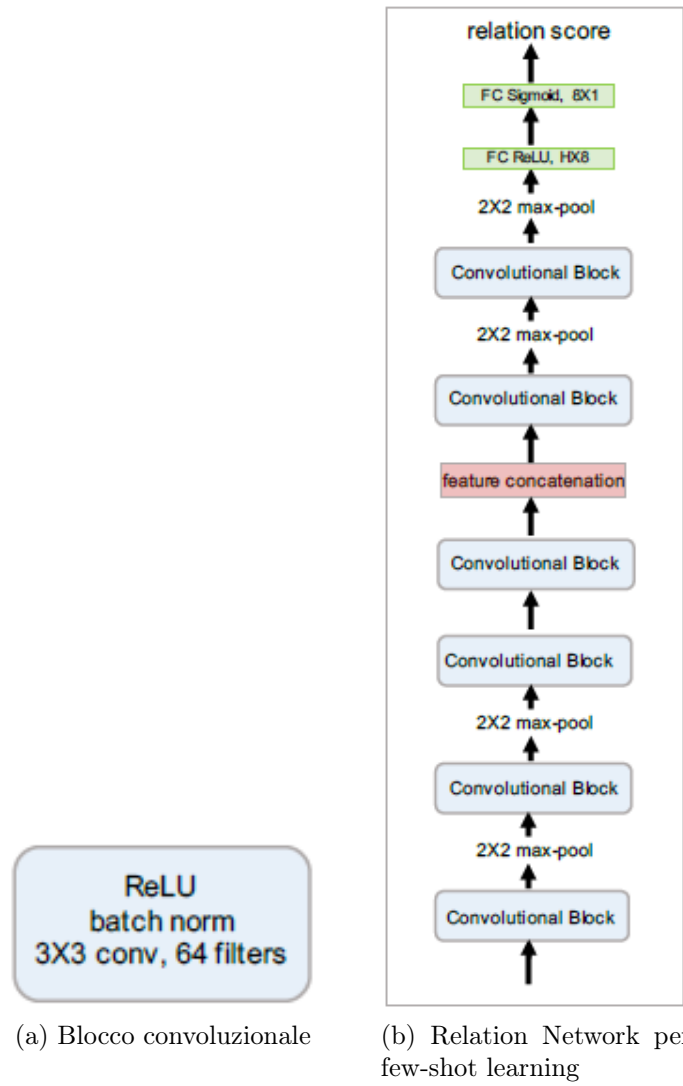 relation score
FC Sigmoid, 8X1
FC ReLU, HX8
2X2 max-pool
Convolutional Block
2X2 max-pool
Convolutional Block
feature concatenation
Convolutional Block
Convolutional Block
2X2 max-pool
Convolutional Block
2X2 max-pool
Convolutional Block
ReLU
batch norm
3X3 conv, 64 filters
(a) Blocco convoluzionale
(b) Relation Network pe
few-shot learning